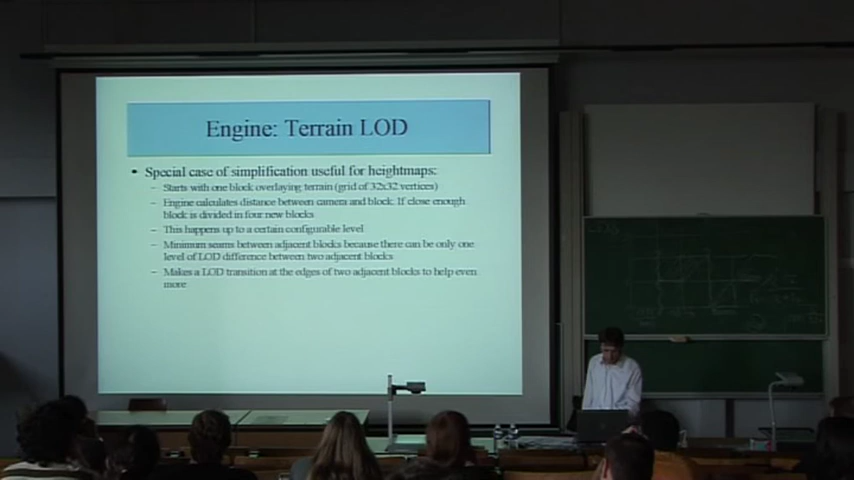 Engine: Terrain LOD
• Special case of simplification useful for heightmaps:
– Starts with one block overlaying terrain (grid of 32x32 vertices)
– Engine calculates distance between camera and block. If close enough
block is divided in four new blocks
– This happens up to a certain configurable level
– Minimum seams between adjacent blocks because there can be only one
level of LOD difference between two adjacent blocks
– Makes a LOD transition at the edges of two adjacent blocks to help even
more